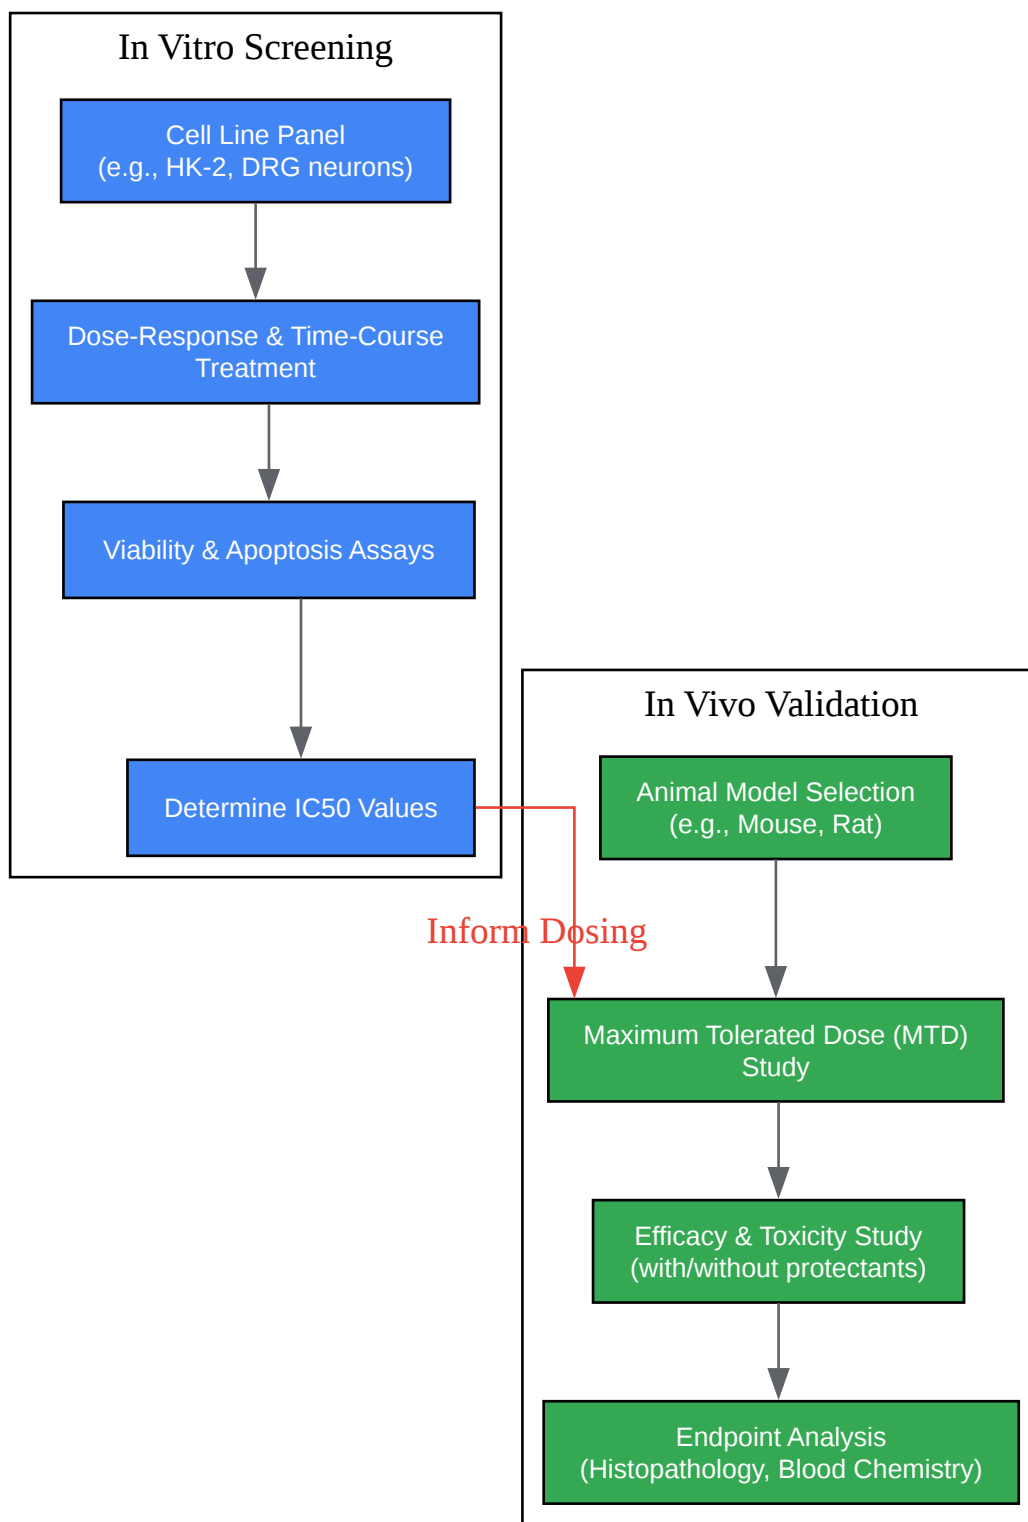 In Vitro Screening
Cell Line Panel
(e.g., HK-2, DRG neurons)
Dose-Response & Time-Course
Treatment
Viability & Apoptosis Assays
Determine IC50 Values
Inform Dosing
In Vivo Validation
Animal Model Selection
(e.g., Mouse, Rat)
Maximum Tolerated Dose (MTD)
Study
Efficacy & Toxicity Study
(with/without protectants)
Endpoint Analysis
(Histopathology, Blood Chemistry)